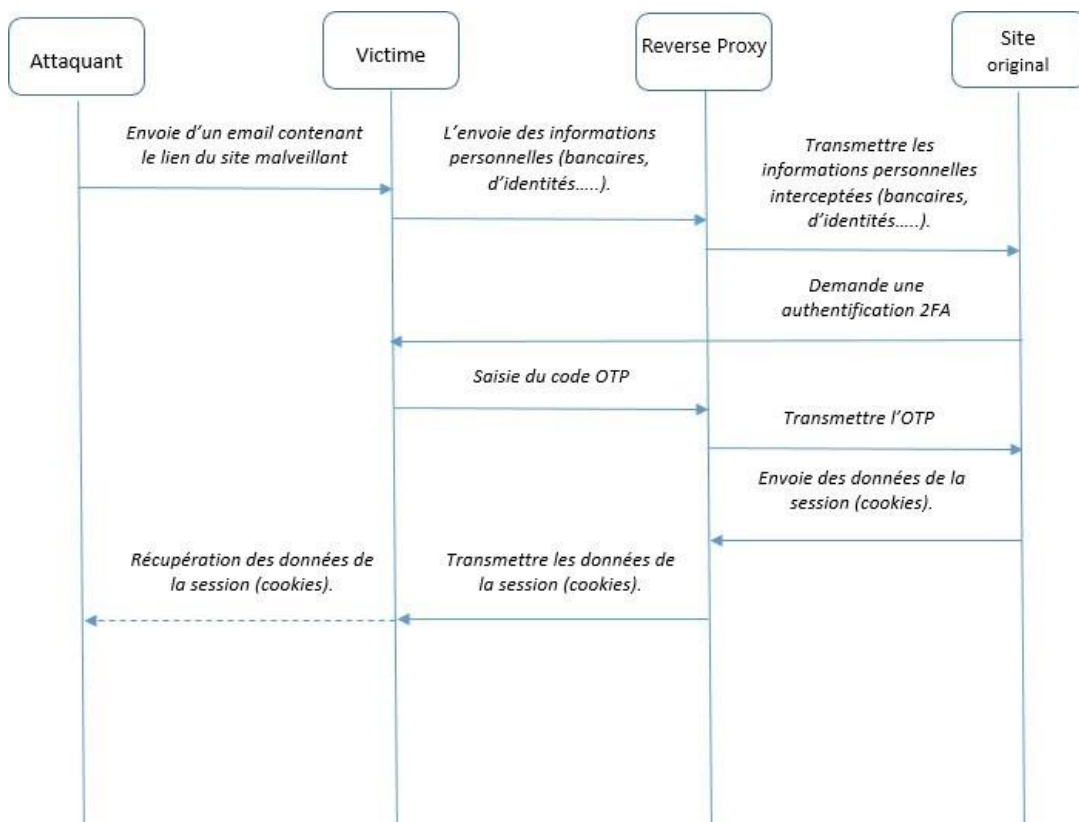 Attaquant
Victime
Reverse Proxy
Site
original
Envoie d'un email contenant
le lien du site malveillant
L'envoie des informations
personnelles (bancaires,
d'identités.....).
Transmettre les
informations personnelles
interceptées (bancaires,
d'identités.....).
Demande une
authentification 2FA
Saisie du code OTP
Transmettre l'OTP
Envoie des données de la
session (cookies).
Récupération des données de
la session (cookies).
Transmettre les données de
la session (cookies).